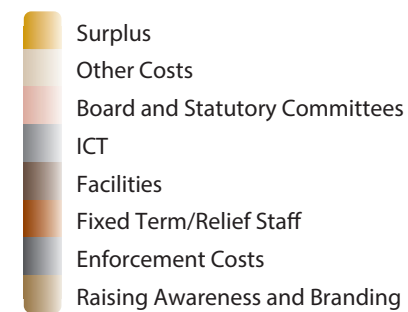 Surplus
Other Costs
Board and Statutory Committees
ICT
Facilities
Fixed Term/Relief Staff
Enforcement Costs
Raising Awareness and Branding